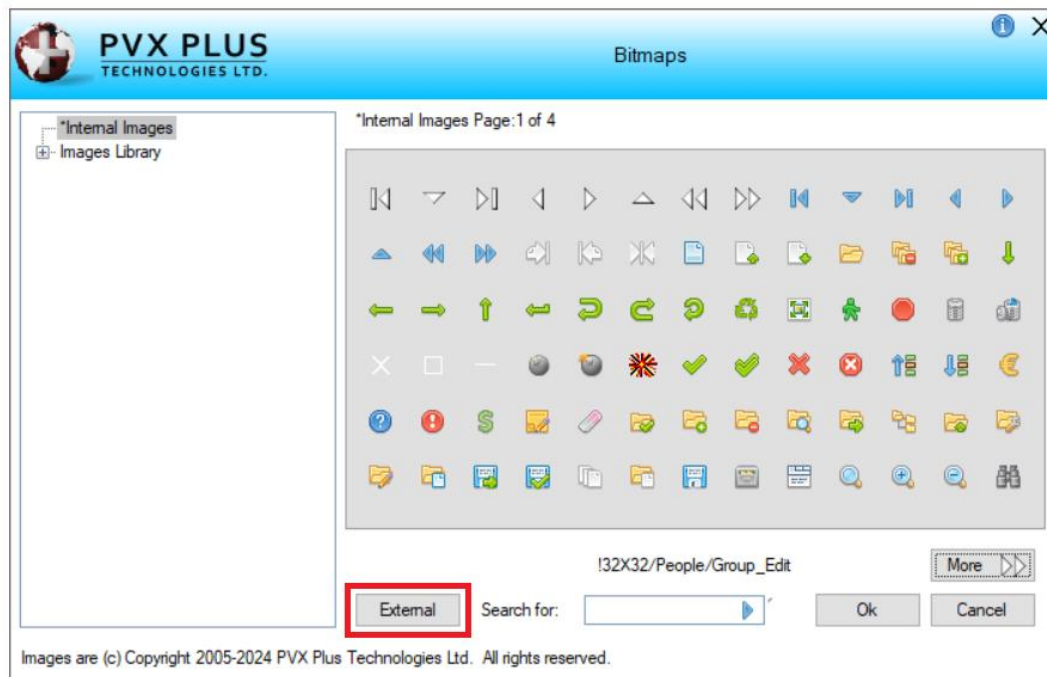 PVX PLUS
TECHNOLOGIES LTD.
Bitmaps
*Internal Images
Images Library
*Internal Images Page:1 of 4
!32X32/People/Group_Edit
More
External
Search for:
Ok
Cancel
Images are (c) Copyright 2005-2024 PVX Plus Technologies Ltd. All rights reserved.